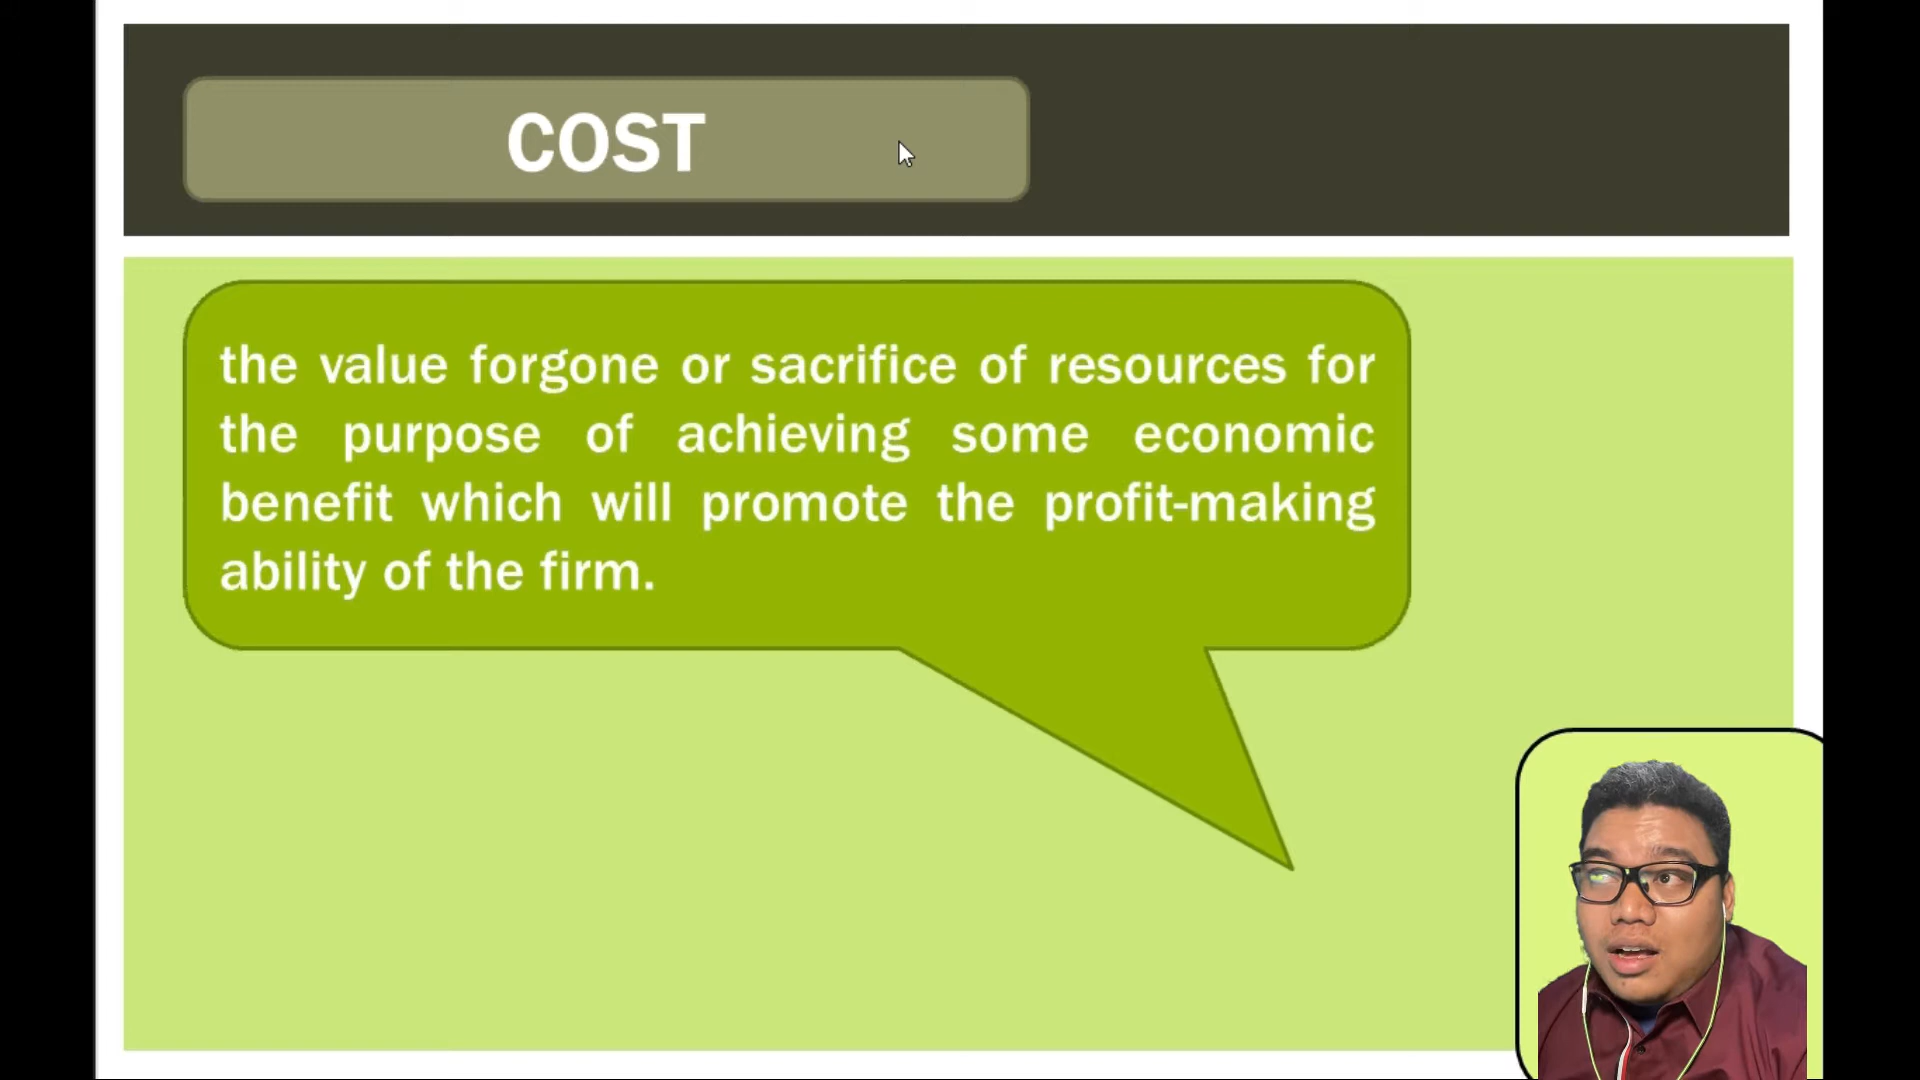 COST
the value forgone or sacrifice of resources for
the purpose of achieving some economic
benefit which will promote the profit-making
ability of the firm.